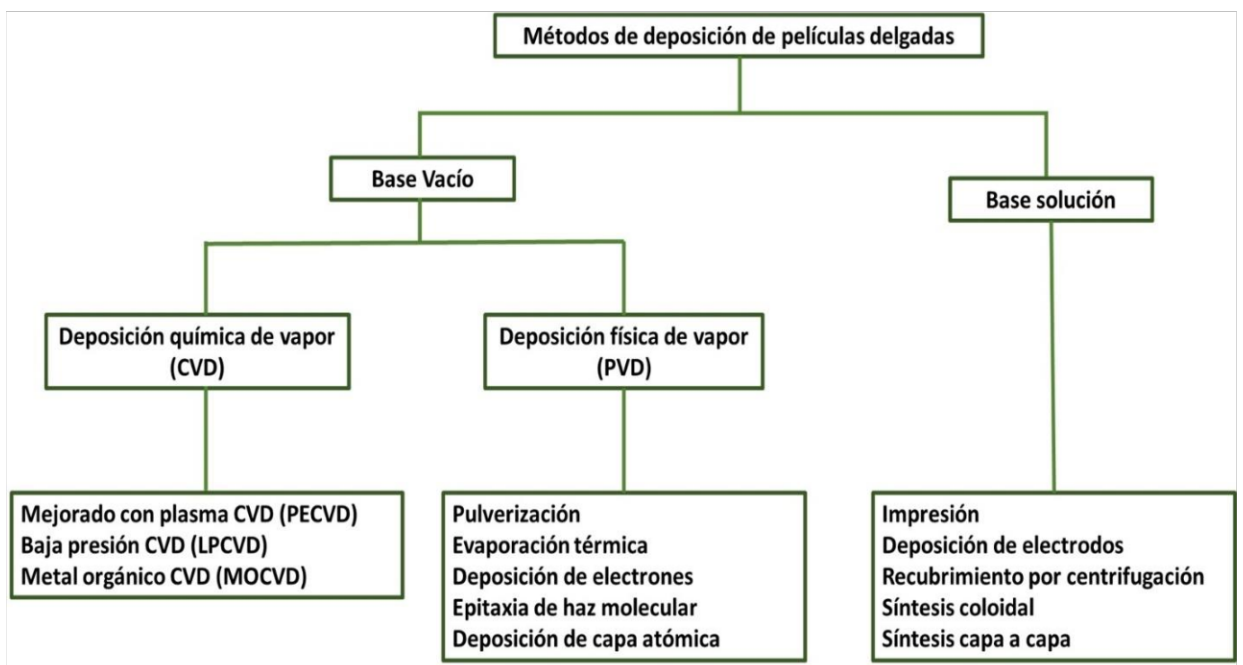 Métodos de deposición de películas delgadas
Base Vacío
Base solución
Deposición química de vapor
(CVD)
Deposición física de vapor
(PVD)
Mejorado con plasma CVD (PECVD)
Baja presión CVD (LPCVD)
Metal orgánico CVD (MOCVD)
Pulverización
Evaporación térmica
Deposición de electrones
Epitaxia de haz molecular
Deposición de capa atómica
Impresión
Deposición de electrodos
Recubrimiento por centrifugación
Síntesis coloidal
Síntesis capa a capa